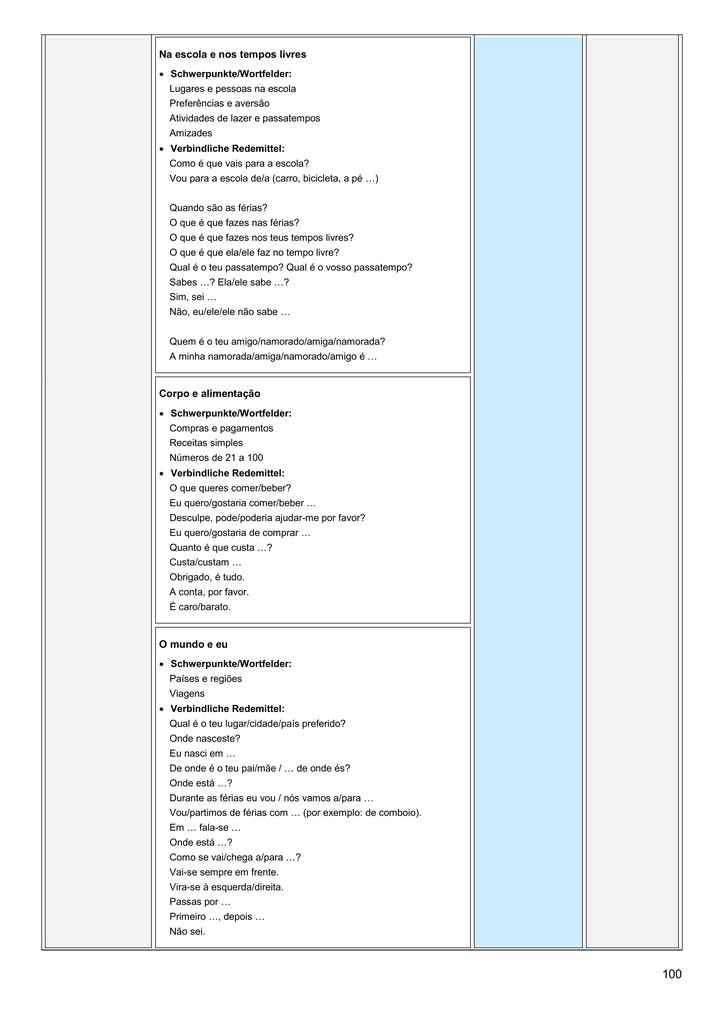 Na escola e nos tempos livres
• Schwerpunkte/Wortfelder:
Lugares e pessoas na escola
Preferências e aversão
Atividades de lazer e passatempos
Amizades
• Verbindliche Redemittel:
Como é que vais para a escola?
Vou para a escola de/a (carro, bicicleta, a pé …)
Quando são as férias?
O que é que fazes nas férias?
O que é que fazes nos teus tempos livres?
O que é que ela/ele faz no tempo livre?
Qual é o teu passatempo? Qual é o vosso passatempo?
Sabes …? Ela/ele sabe …?
Sim, sei …
Não, eu/ele/ele não sabe …
Quem é o teu amigo/namorado/amiga/namorada?
A minha namorada/amiga/namorado/amigo é …
Corpo e alimentação
• Schwerpunkte/Wortfelder:
Compras e pagamentos
Receitas simples
Números de 21 a 100
• Verbindliche Redemittel:
O que queres comer/beber?
Eu quero/gostaria comer/beber …
Desculpe, pode/poderia ajudar-me por favor?
Eu quero/gostaria de comprar …
Quanto é que custa …?
Custa/custam …
Obrigado, é tudo.
A conta, por favor.
É caro/barato.
O mundo e eu
• Schwerpunkte/Wortfelder:
Países e regiões
Viagens
• Verbindliche Redemittel:
Qual é o teu lugar/cidade/país preferido?
Onde nasceste?
Eu nasci em …
De onde é o teu pai/mãe / … de onde és?
Onde está …?
Durante as férias eu vou / nós vamos a/para …
Vou/partimos de férias com … (por exemplo: de comboio).
Em … fala-se …
Onde está …?
Como se vai/chega a/para …?
Vai-se sempre em frente.
Vira-se à esquerda/direita.
Passas por …
Primeiro …, depois …
Não sei.
100